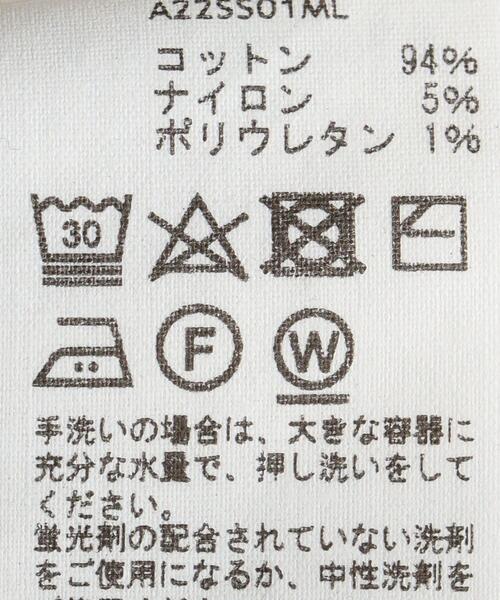 A22SS01ML
コットン 94%
ナイロン 5%
ポリウレタン 1%
30
F W
手洗いの場合は、大きな容器に
充分な水量で、押し洗いをして
ください。
蛍光剤の配合されていない洗剤
をご使用になるか、中性洗剤を